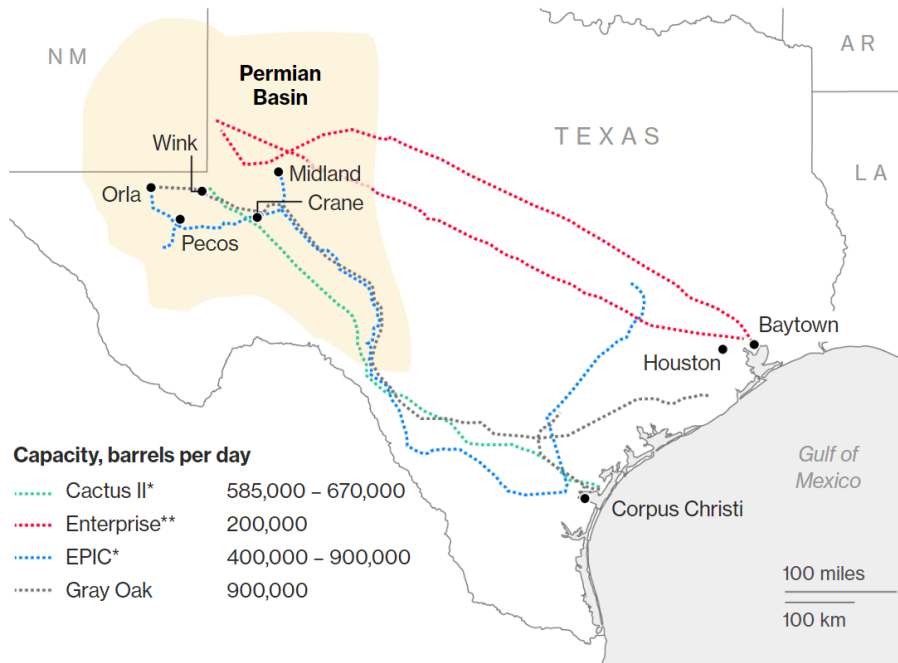 NM
AR
Permian
Basin
TEXAS
Wink
Midland
LA
Orla
Crane
Pecos
Baytown
Houston
Capacity, barrels per day
Cactus II* 585,000 – 670,000
Enterprise** 200,000
EPIC* 400,000 – 900,000
Gray Oak 900,000
Gulf of
Mexico
Corpus Christi
100 miles
100 km